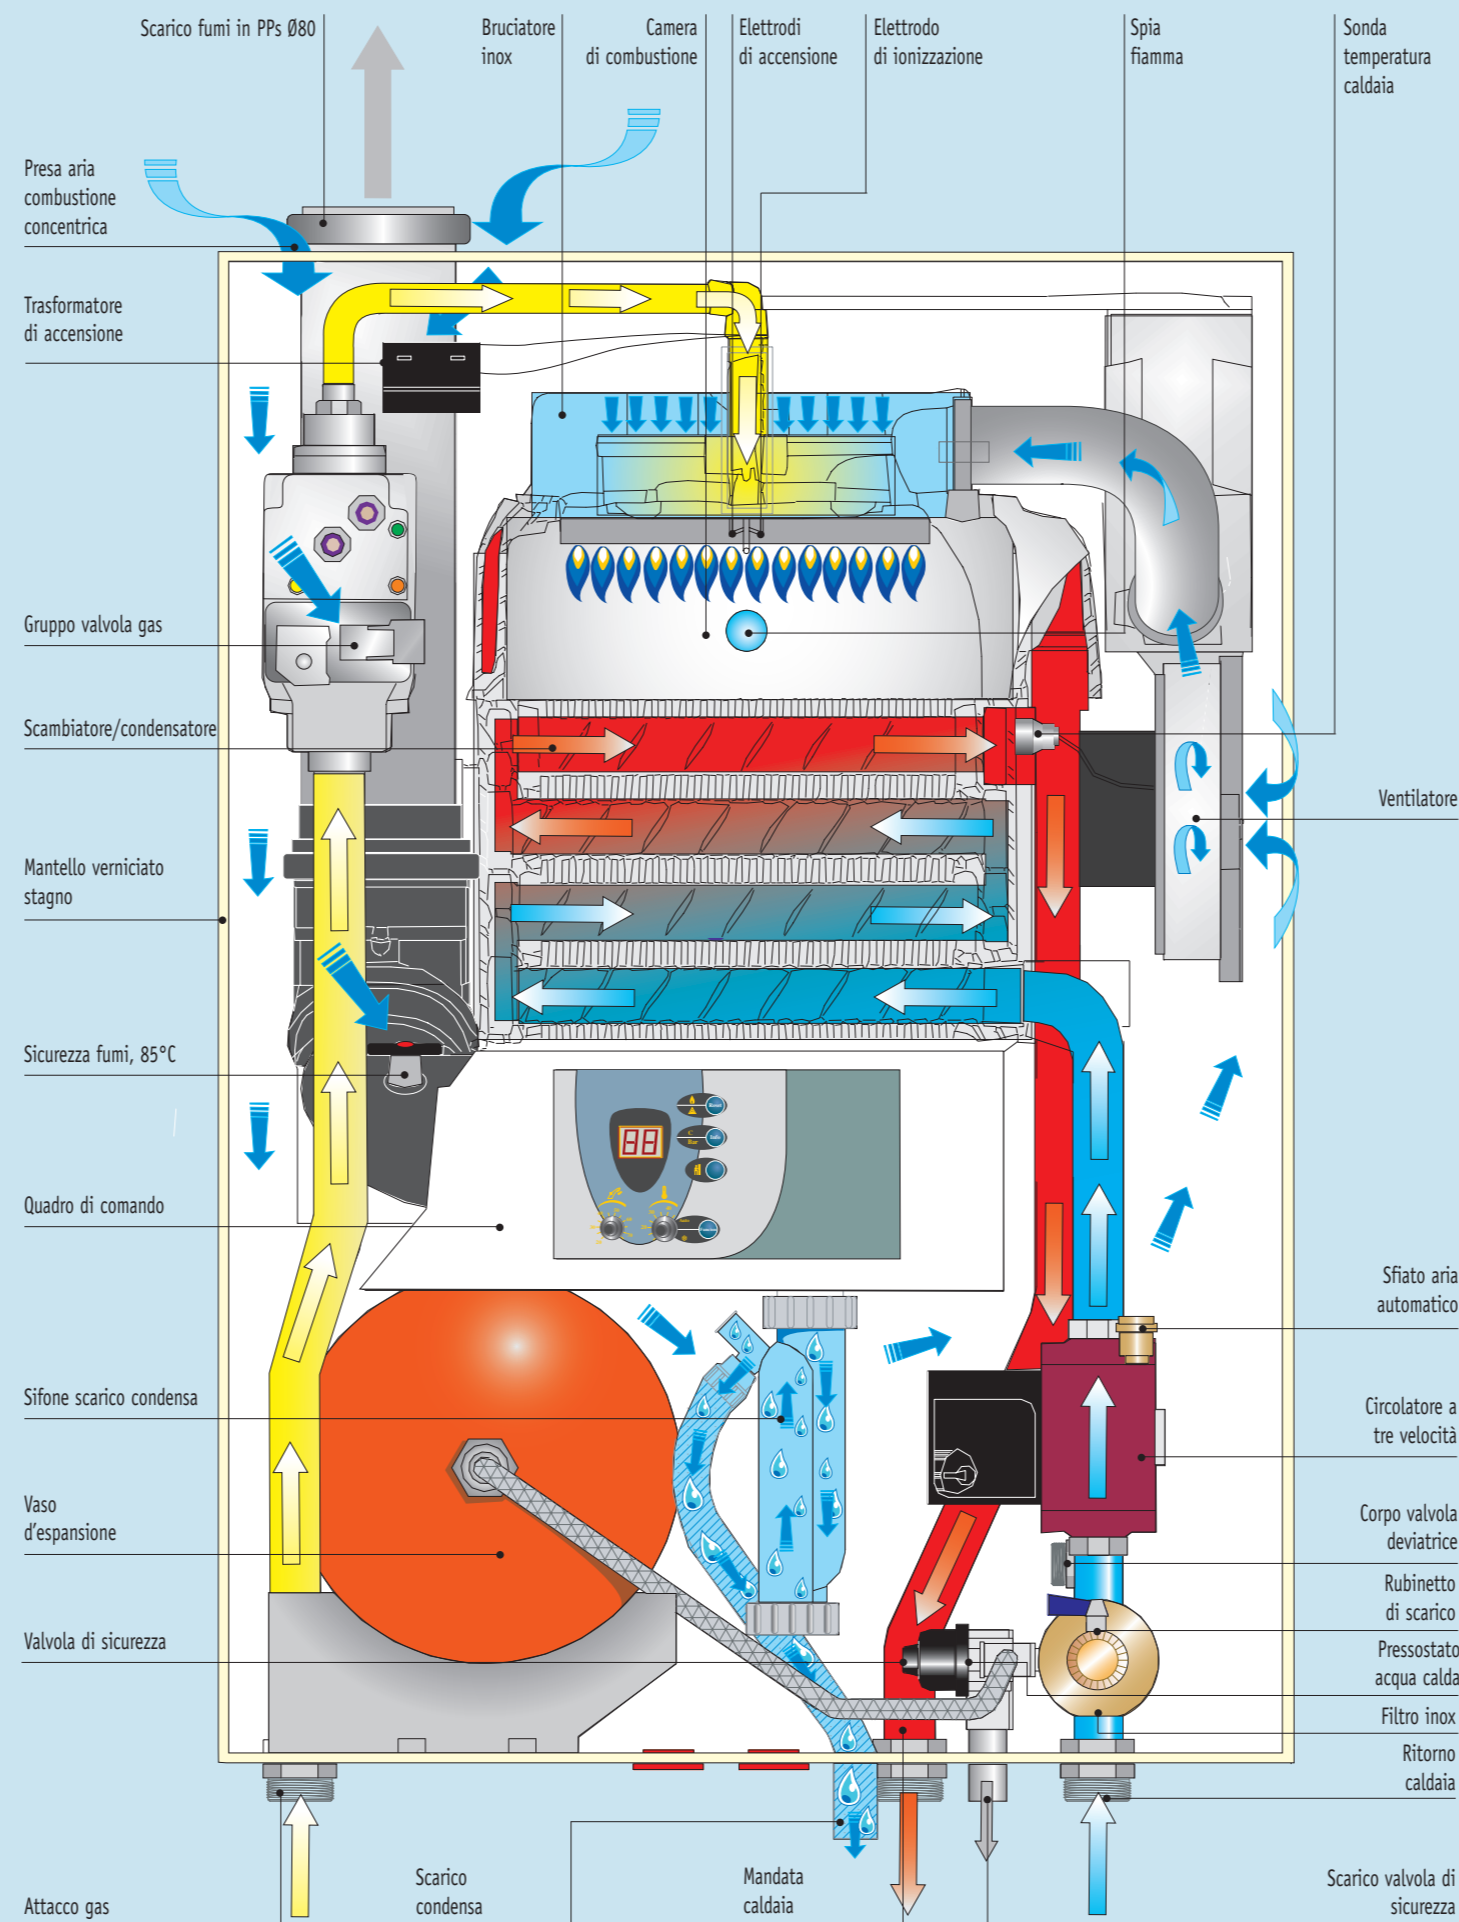 Scarico fumi in PPs Ø80
Bruciatore
inox
Camera
di combustione
Elettrodi
di accensione
Elettrodo
di ionizzazione
Spia
fiamma
Sonda
temperatura
caldaia
Presa aria
combustione
concentrica
Trasformatore
di accensione
Gruppo valvola gas
Scambiatore/condensatore
Ventilatore
Mantello verniciato
stagno
Sicurezza fumi, 85°C
Reset
C
Bar
Info
88
Quadro di comando
Sfiato aria
automatico
Sifone scarico condensa
Circolatore a
tre velocità
Vaso
d'espansione
Corpo valvola
deviatrice
Rubinetto
di scarico
Valvola di sicurezza
Pressostato
acqua calda
Filtro inox
Ritorno
caldaia
Attacco gas
Scarico
condensa
Mandata
caldaia
Scarico valvola di
sicurezza